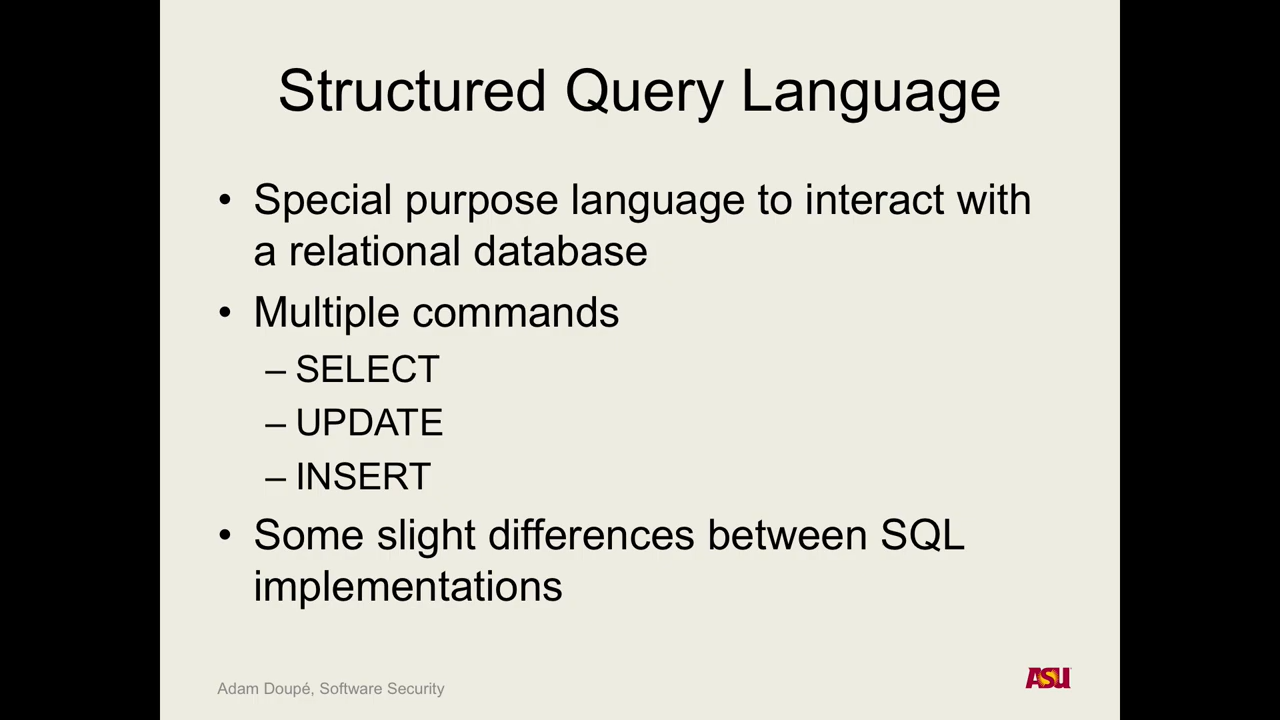 Structured Query Language
• Special purpose language to interact with
a relational database
• Multiple commands
– SELECT
– UPDATE
– INSERT
• Some slight differences between SQL
implementations
Adam Doupé, Software Security
ASU